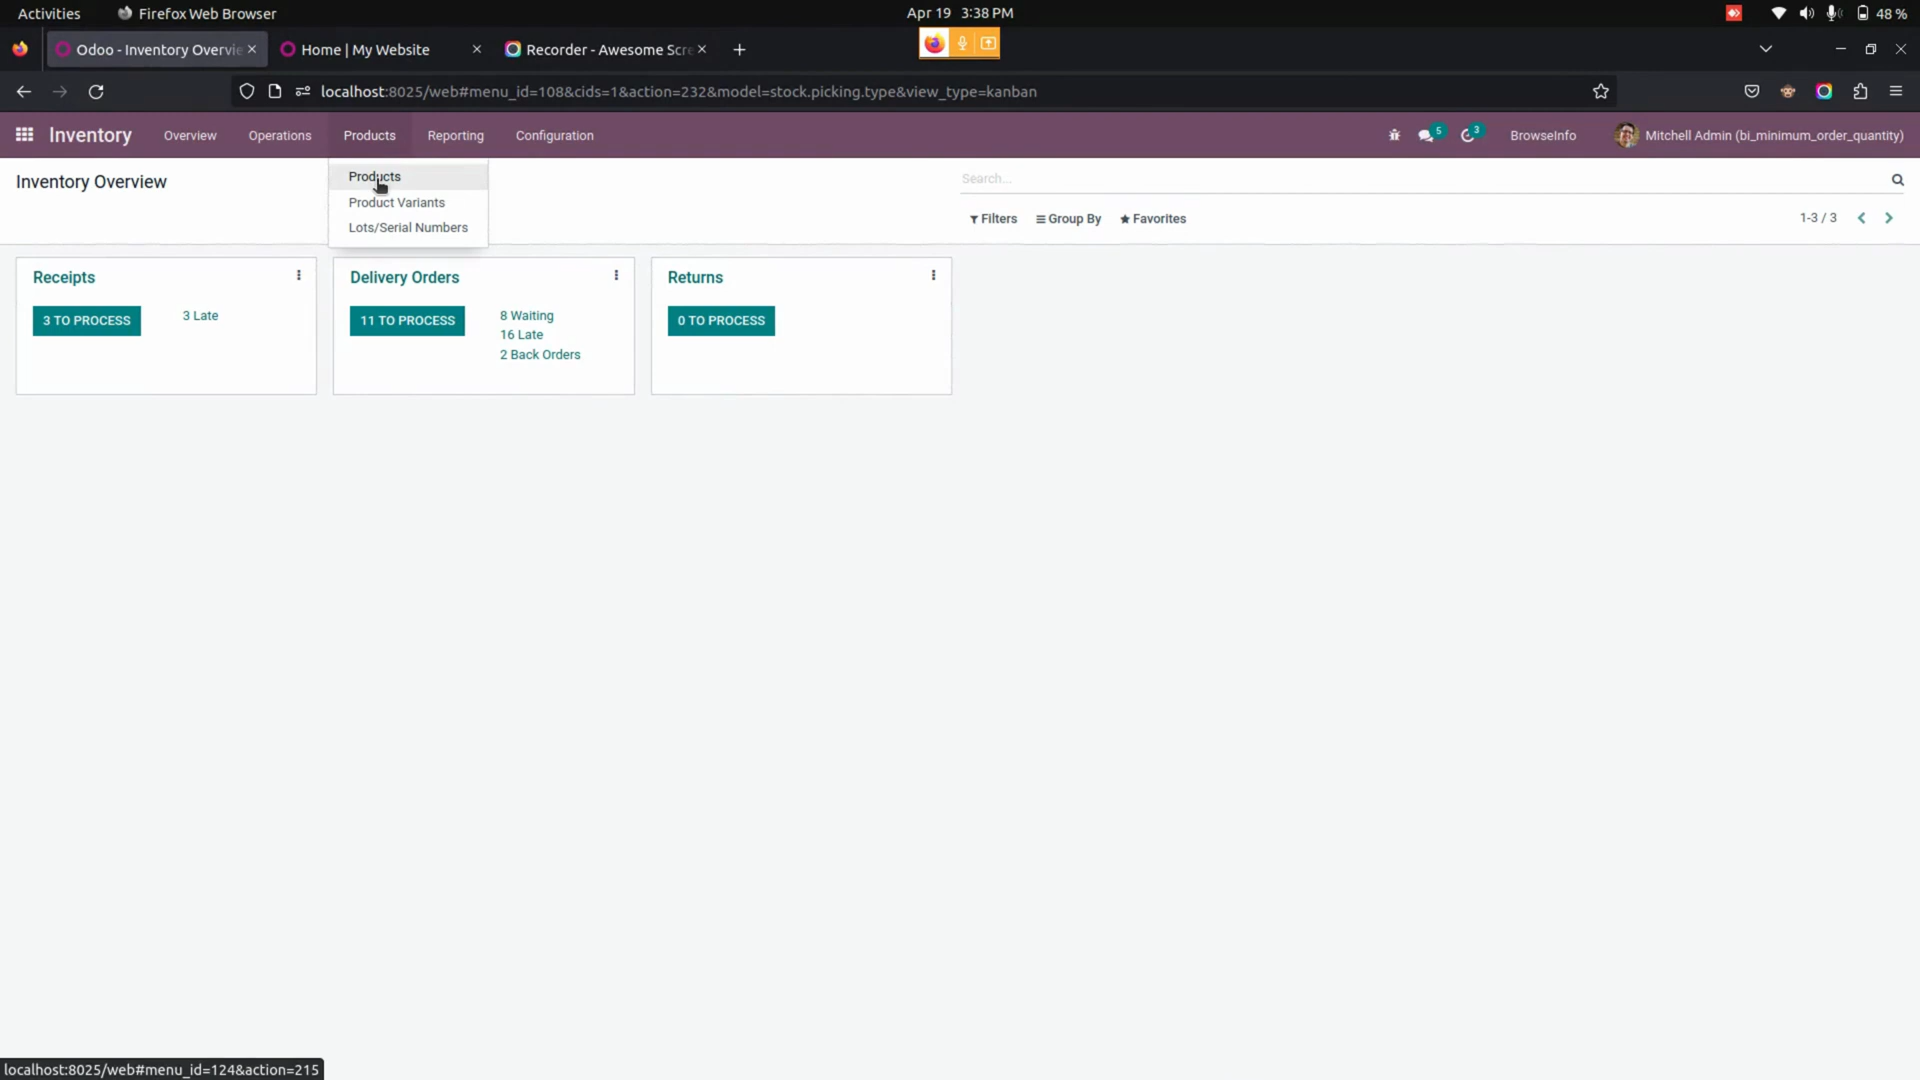 Activities Firefox Web Browser Apr 19 3:38 PM 48 %
Odoo - Inventory Overvie Home | My Website Recorder - Awesome Scre
localhost:8025/web#menu_id=108&cids=1&action=232&model=stock.picking.type&view_type=kanban
Inventory Overview Operations Products Reporting Configuration 5 3 BrowseInfo Mitchell Admin (bi_minimum_order_quantity)
Inventory Overview
Products
Product Variants
Lots/Serial Numbers
Search...
Filters Group By Favorites 1-3 / 3
Receipts
3 TO PROCESS
3 Late
Delivery Orders
11 TO PROCESS
8 Waiting
16 Late
2 Back Orders
Returns
0 TO PROCESS
localhost:8025/web#menu_id=124&action=215